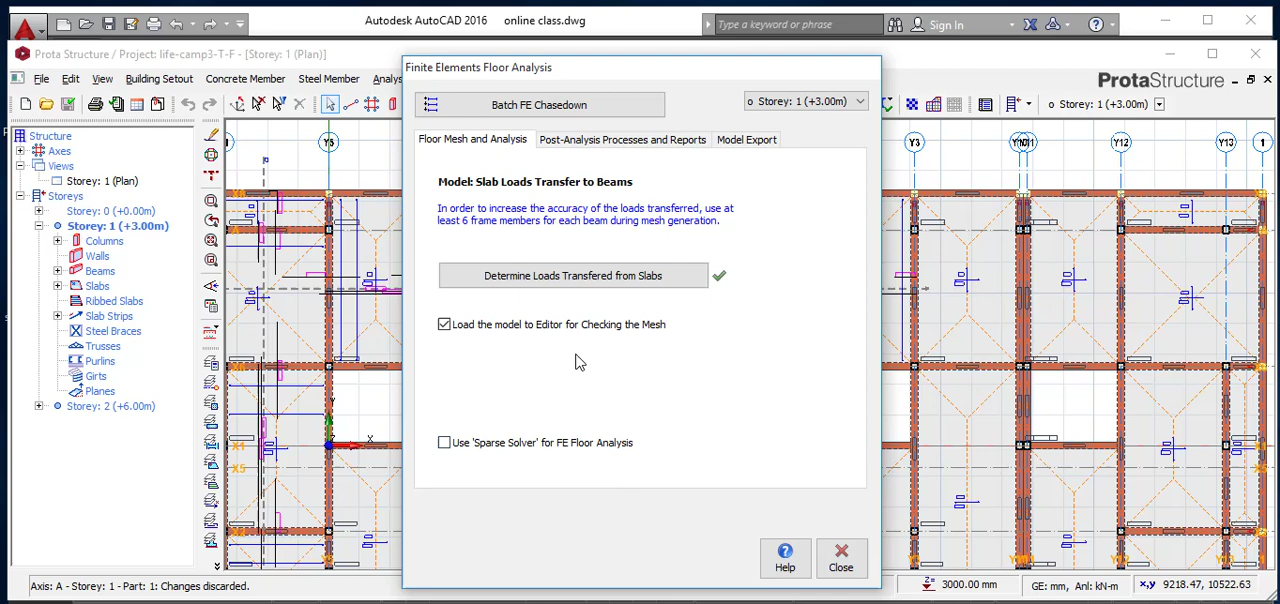 Autodesk AutoCAD 2016 online class.dwg
Type a keyword or phrase
Sign In
Prota Structure / Project: life-camp3-T-F - [Storey: 1 (Plan)]
File Edit View Building Setout Concrete Member Steel Member Analys
ProtaStructure
o Storey: 1 (+3.00m)
Structure
Axes
Views
Storey: 1 (Plan)
Storeys
Storey: 0 (+0.00m)
Storey: 1 (+3.00m)
Columns
Walls
Beams
Slabs
Ribbed Slabs
Slab Strips
Steel Braces
Trusses
Purlins
Girts
Planes
Storey: 2 (+6.00m)
Finite Elements Floor Analysis
Batch FE Chasedown
o Storey: 1 (+3.00m)
Floor Mesh and Analysis
Post-Analysis Processes and Reports
Model Export
Model: Slab Loads Transfer to Beams
In order to increase the accuracy of the loads transferred, use at
least 6 frame members for each beam during mesh generation.
Determine Loads Transfered from Slabs
Load the model to Editor for Checking the Mesh
Use 'Sparse Solver' for FE Floor Analysis
Help
Close
Y3
Y12
Y13
1
X
X1
X5
Axis: A - Storey: 1 - Part: 1: Changes discarded.
Z= 3000.00 mm
GE: mm, Anl: kN-m
x,y 9218.47, 10522.63